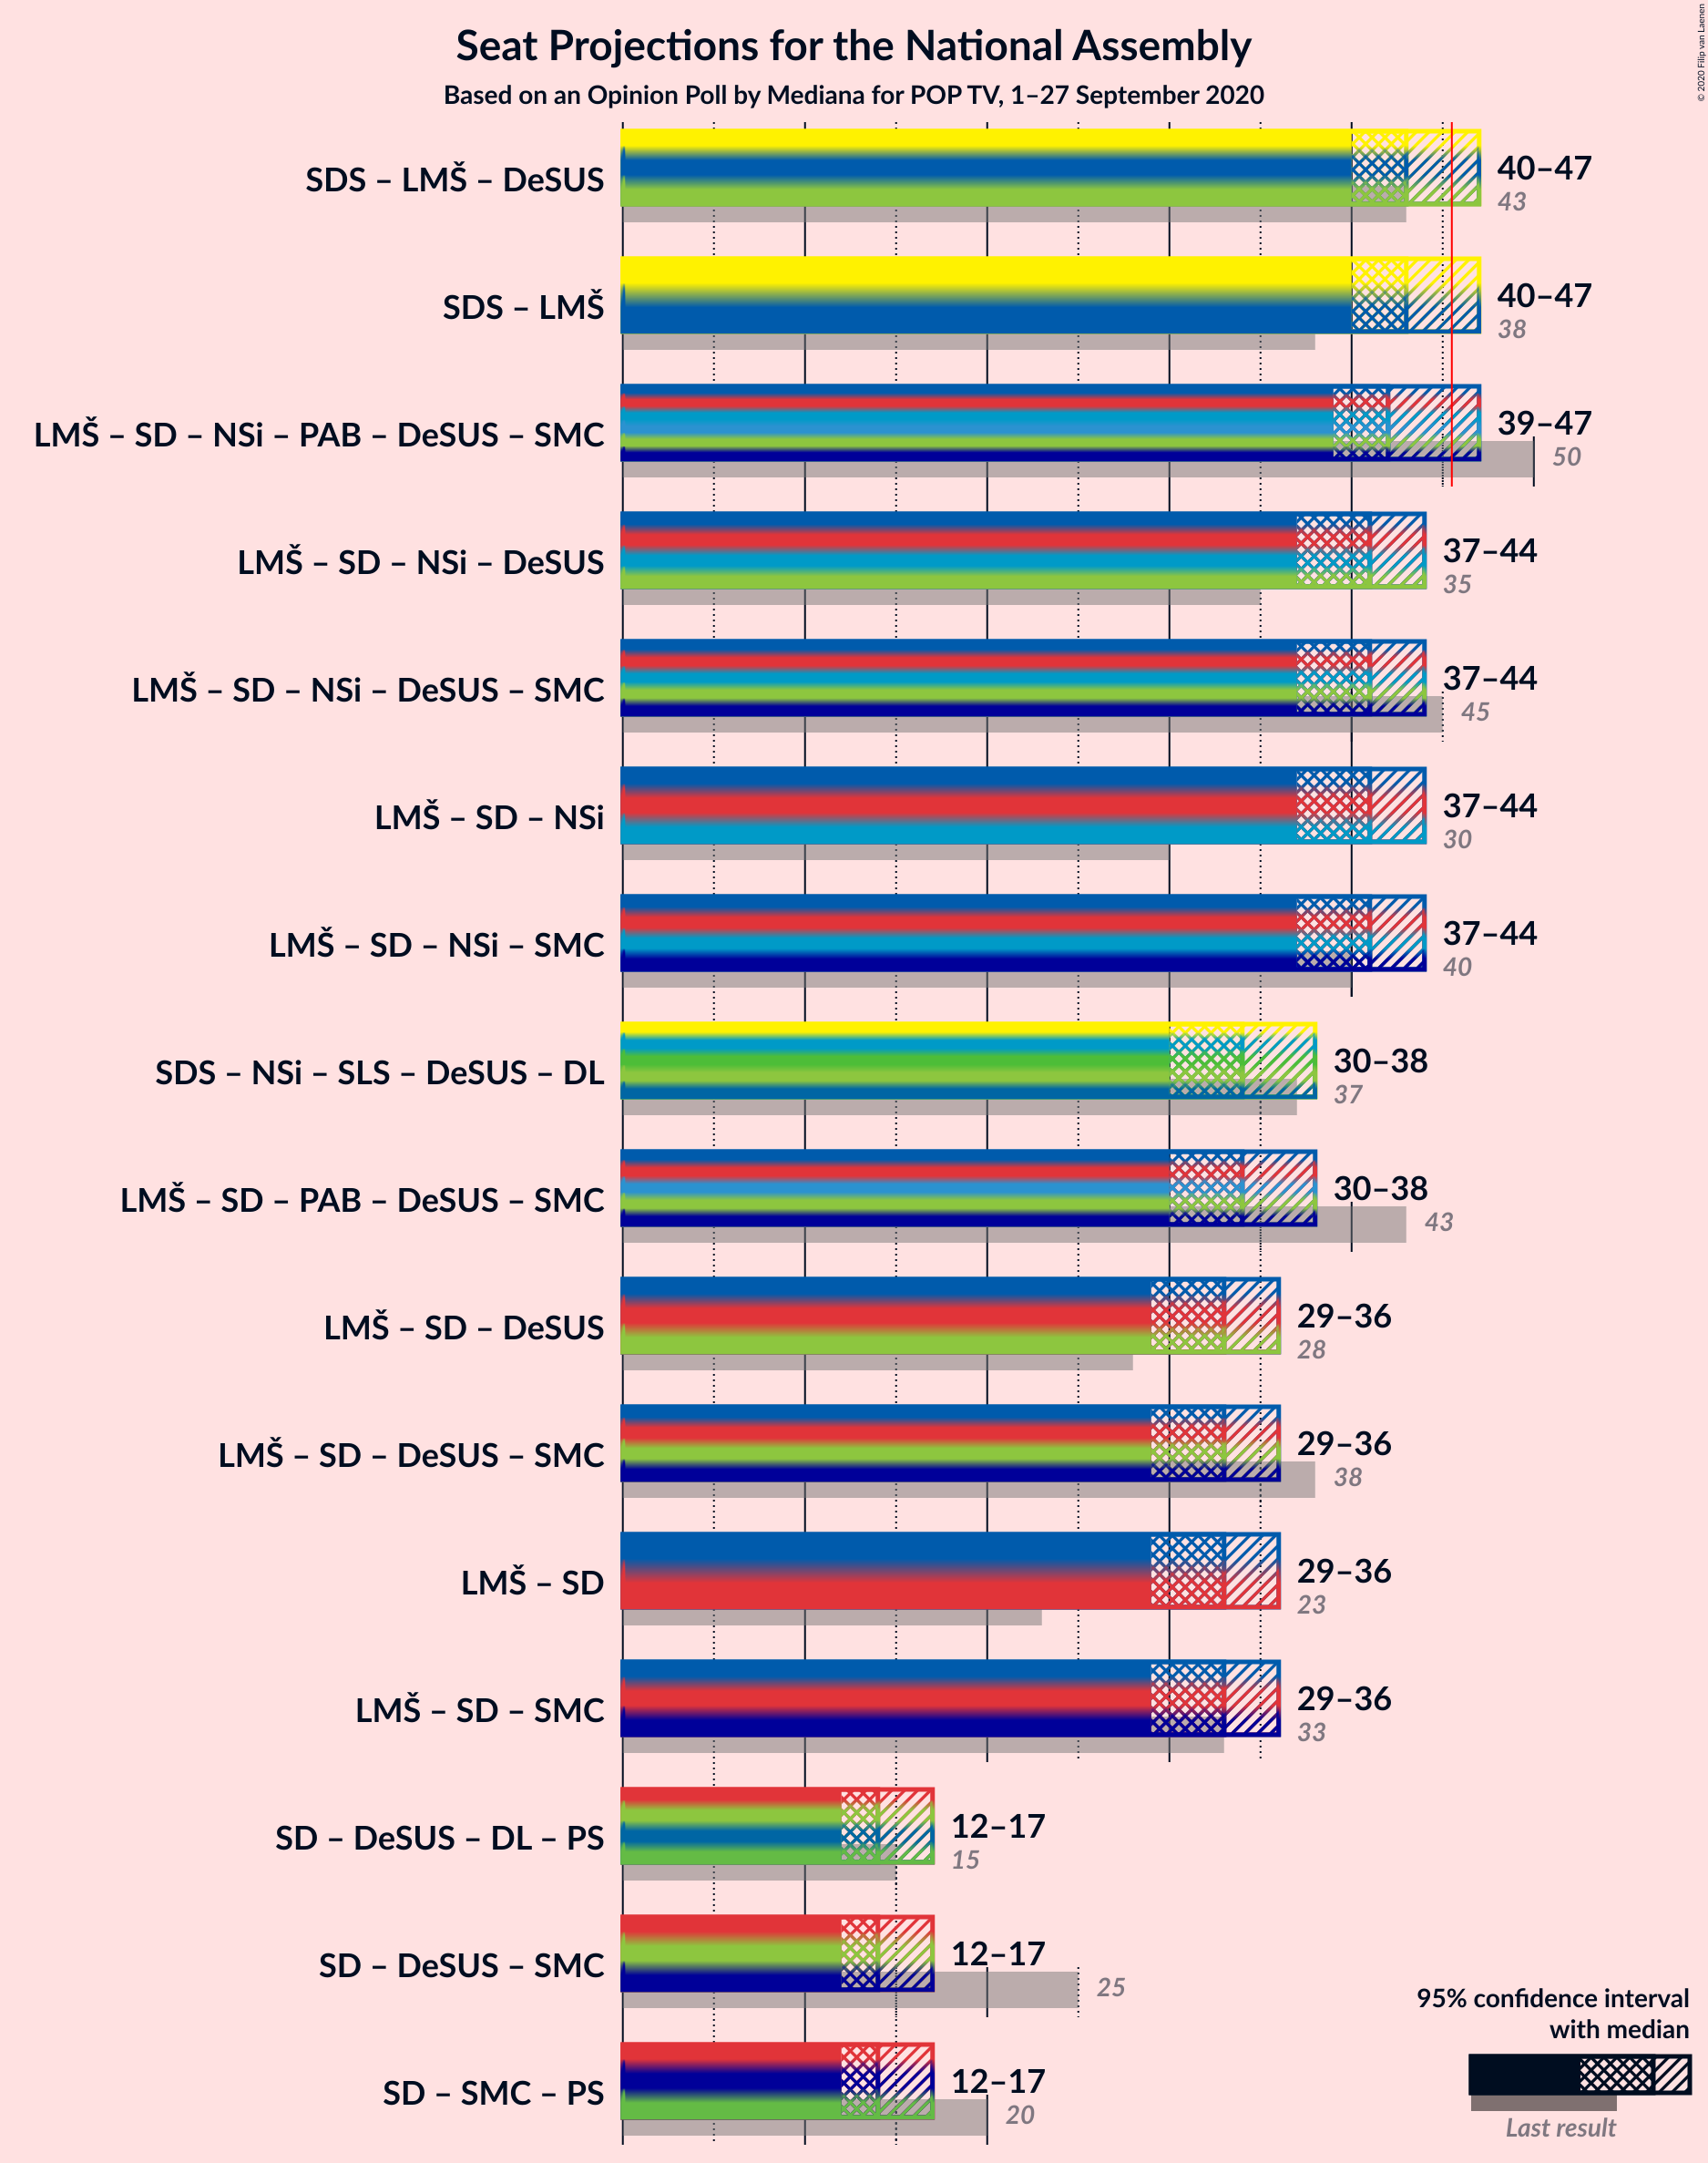 Seat Projections for the National Assembly
Based on an Opinion Poll by Mediana for POP TV, 1–27 September 2020
© 2020 Filip van Laenen
SDS – LMŠ – DeSUS
40–47
43
SDS – LMŠ
40–47
38
LMŠ – SD – NSi – PAB – DeSUS – SMC
39–47
50
LMŠ – SD – NSi – DeSUS
37–44
35
LMŠ – SD – NSi – DeSUS – SMC
37–44
45
LMŠ – SD – NSi
37–44
30
LMŠ – SD – NSi – SMC
37–44
40
SDS – NSi – SLS – DeSUS – DL
30–38
37
LMŠ – SD – PAB – DeSUS – SMC
30–38
43
LMŠ – SD – DeSUS
29–36
28
LMŠ – SD – DeSUS – SMC
29–36
38
LMŠ – SD
29–36
23
LMŠ – SD – SMC
29–36
33
SD – DeSUS – DL – PS
12–17
15
SD – DeSUS – SMC
12–17
25
SD – SMC – PS
12–17
20
95% confidence interval
with median
Last result